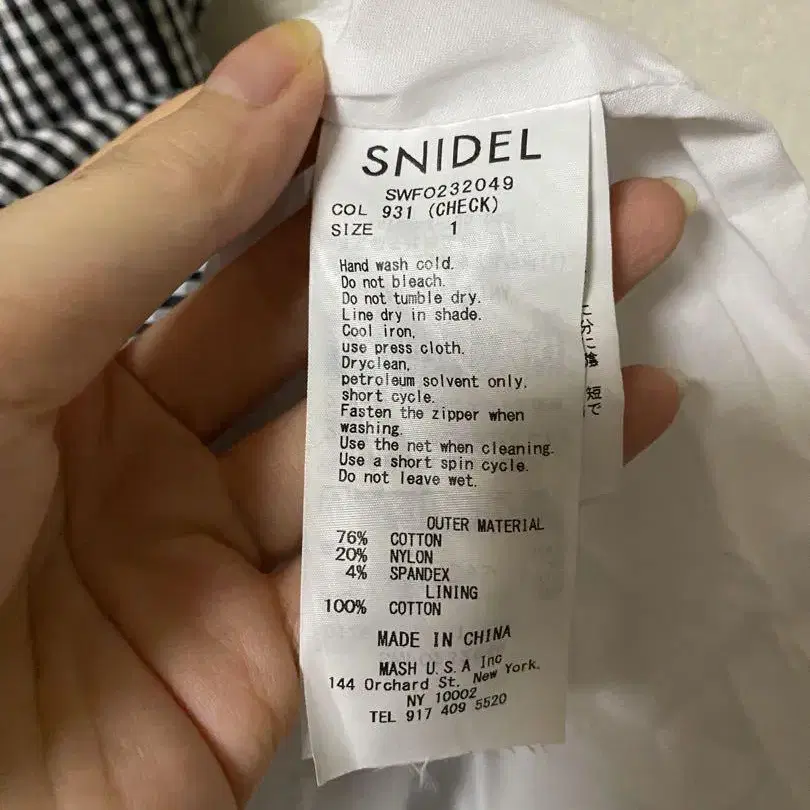 SNIDEL
SWFO232049
COL 931 (CHECK)
SIZE 1
Hand wash cold.
Do not bleach.
Do not tumble dry.
Line dry in shade.
Cool iron,
use press cloth.
Dryclean,
petroleum solvent only,
short cycle.
Fasten the zipper when
washing.
Use the net when cleaning.
Use a short spin cycle.
Do not leave wet.
OUTER MATERIAL
76% COTTON
20% NYLON
4% SPANDEX
LINING
100% COTTON
MADE IN CHINA
MASH U.S.A Inc
144 Orchard St. New York.
NY 10002
TEL 917 409 5520
短で